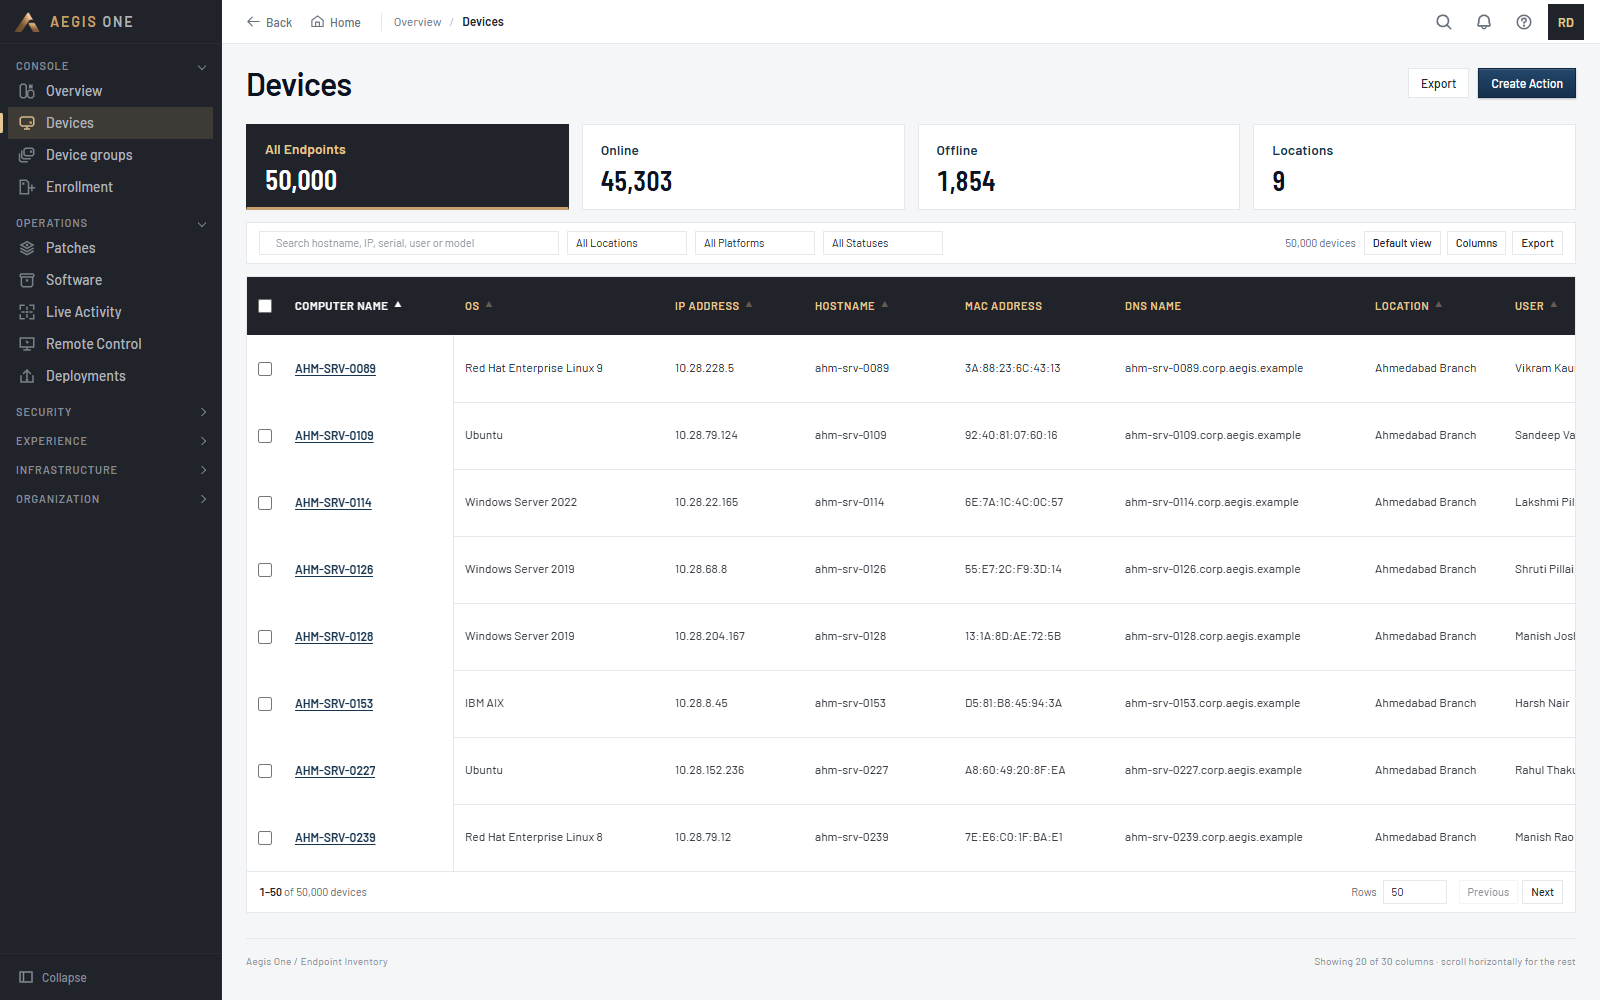 AEGIS ONE
Back
Home
Overview / Devices
RD
CONSOLE
Overview
Devices
Device groups
Enrollment
OPERATIONS
Patches
Software
Live Activity
Remote Control
Deployments
SECURITY
EXPERIENCE
INFRASTRUCTURE
ORGANIZATION
Collapse
Devices
Export
Create Action
All Endpoints
50,000
Online
45,303
Offline
1,854
Locations
9
Search hostname, IP, serial, user or model
All Locations
All Platforms
All Statuses
50,000 devices
Default view
Columns
Export
COMPUTER NAME OS IP ADDRESS HOSTNAME MAC ADDRESS DNS NAME LOCATION USER
AHM-SRV-0089 Red Hat Enterprise Linux 9 10.28.228.5 ahm-srv-0089 3A:88:23:6C:43:13 ahm-srv-0089.corp.aegis.example Ahmedabad Branch Vikram
AHM-SRV-0109 Ubuntu 10.28.79.124 ahm-srv-0109 92:40:81:07:60:16 ahm-srv-0109.corp.aegis.example Ahmedabad Branch Sandeep
AHM-SRV-0114 Windows Server 2022 10.28.22.165 ahm-srv-0114 6E:7A:1C:4C:0C:57 ahm-srv-0114.corp.aegis.example Ahmedabad Branch Lakshmi
AHM-SRV-0126 Windows Server 2019 10.28.68.8 ahm-srv-0126 55:E7:2C:F9:3D:14 ahm-srv-0126.corp.aegis.example Ahmedabad Branch Shruti Pillai
AHM-SRV-0128 Windows Server 2019 10.28.204.167 ahm-srv-0128 13:1A:8D:AE:72:5B ahm-srv-0128.corp.aegis.example Ahmedabad Branch Manish
AHM-SRV-0153 IBM AIX 10.28.8.45 ahm-srv-0153 D5:81:B8:45:94:3A ahm-srv-0153.corp.aegis.example Ahmedabad Branch Harsh Nair
AHM-SRV-0227 Ubuntu 10.28.152.236 ahm-srv-0227 A8:60:49:20:8F:EA ahm-srv-0227.corp.aegis.example Ahmedabad Branch Rahul
AHM-SRV-0239 Red Hat Enterprise Linux 8 10.28.79.12 ahm-srv-0239 7E:E6:C0:1F:BA:E1 ahm-srv-0239.corp.aegis.example Ahmedabad Branch Manish Rao
1–50 of 50,000 devices
Rows 50
Previous
Next
Aegis One / Endpoint Inventory
Showing 20 of 30 columns · scroll horizontally for the rest